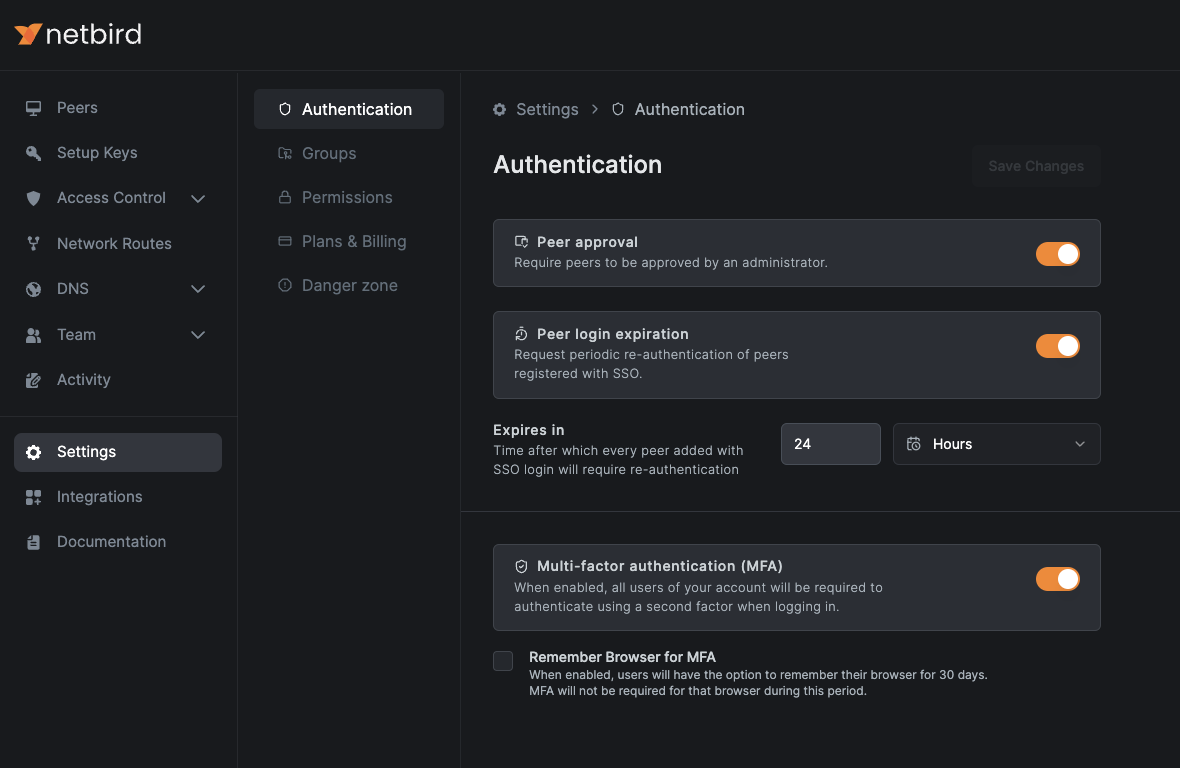 netbird
Peers
Setup Keys
Access Control
Network Routes
DNS
Team
Activity
Settings
Integrations
Documentation
Authentication
Groups
Permissions
Plans & Billing
Danger zone
Settings > Authentication
Authentication
Save Changes
Peer approval
Require peers to be approved by an administrator.
Peer login expiration
Request periodic re-authentication of peers
registered with SSO.
Expires in
Time after which every peer added with
SSO login will require re-authentication
24
Hours
Multi-factor authentication (MFA)
When enabled, all users of your account will be required to
authenticate using a second factor when logging in.
Remember Browser for MFA
When enabled, users will have the option to remember their browser for 30 days.
MFA will not be required for that browser during this period.